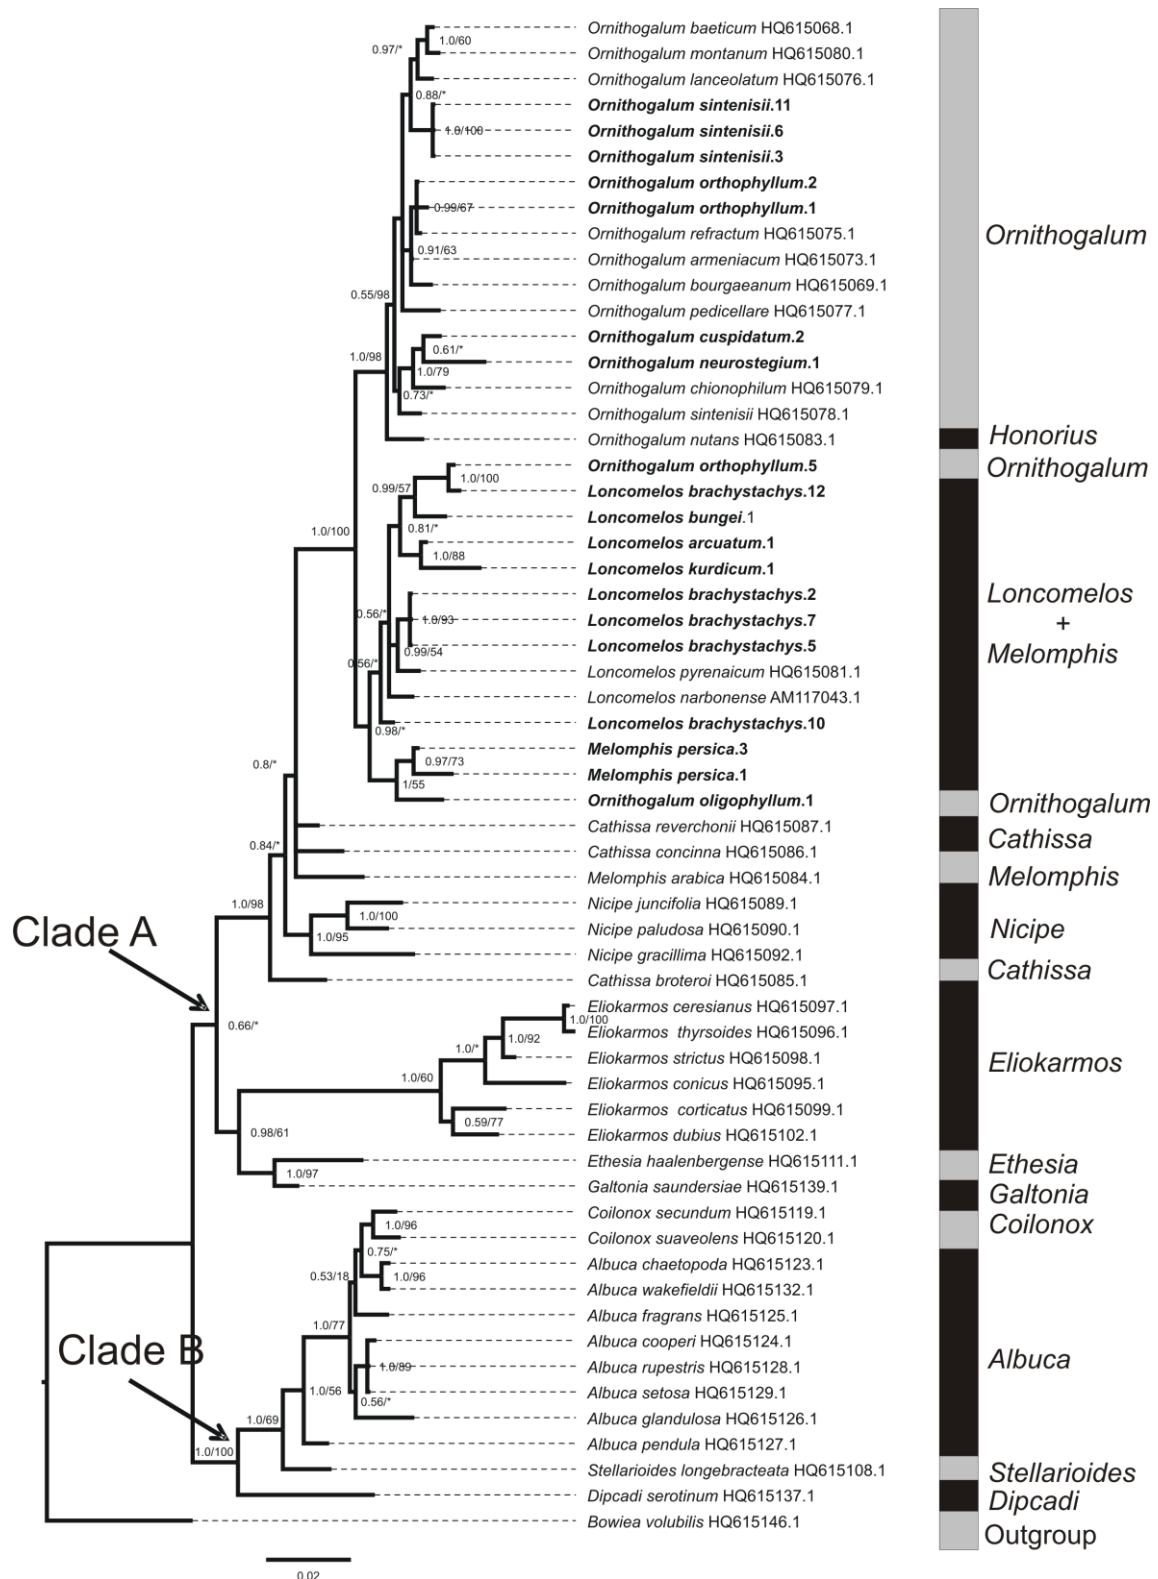 Ornithogalum baeticum HQ615068.1
1.0/60
0.97/*
Ornithogalum montanum HQ615080.1
Ornithogalum lanceolatum HQ615076.1
0.88/*
Ornithogalum sintenisii.11
1.0/100
Ornithogalum sintenisii.6
Ornithogalum sintenisii.3
Ornithogalum orthophyllum.2
0.99/67
Ornithogalum orthophyllum.1
Ornithogalum
Ornithogalum refractum HQ615075.1
0.91/63
Ornithogalum armeniacum HQ615073.1
Ornithogalum bourgaeanum HQ615069.1
0.55/98
Ornithogalum pedicellare HQ615077.1
Ornithogalum cuspidatum.2
0.61/*
1.0/98
Ornithogalum neurostegium.1
1.0/79
Ornithogalum chionophilum HQ615079.1
0.73/*
Ornithogalum sintenisii HQ615078.1
Honorius
Ornithogalum nutans HQ615083.1
Ornithogalum orthophyllum.5
Ornithogalum
1.0/100
0.99/57
Loncomelos brachystachys.12
Loncomelos bungei.1
0.81/*
1.0/100
Loncomelos arcuatum.1
1.0/88
Loncomelos kurdicum.1
Loncomelos brachystachys.2
Loncomelos
+
Melomphis
0.56/*
1.0/93
Loncomelos brachystachys.7
Loncomelos brachystachys.5
0.99/54
0.56/*
Loncomelos pyrenaicum HQ615081.1
Loncomelos narbonense AM117043.1
Loncomelos brachystachys.10
0.98/*
Melomphis persica.3
0.97/73
0.8/*
Melomphis persica.1
1/55
Ornithogalum oligophyllum.1
Ornithogalum
Cathissa reverchonii HQ615087.1
Cathissa
0.84/*
Cathissa concinna HQ615086.1
Melomphis arabica HQ615084.1
Melomphis
1.0/98
Nicipe juncifolia HQ615089.1
1.0/100
Clade A
Nicipe paludosa HQ615090.1
Nicipe
1.0/95
Nicipe gracillima HQ615092.1
Cathissa broteroi HQ615085.1
Cathissa
Eliokarmos ceresianus HQ615097.1
1.0/100
0.66/*
Eliokarmos thyrsoides HQ615096.1
1.0/92
1.0/*
Eliokarmos strictus HQ615098.1
Eliokarmos
1.0/60
Eliokarmos conicus HQ615095.1
Eliokarmos corticatus HQ615099.1
0.59/77
0.98/61
Eliokarmos dubius HQ615102.1
Ethesia haalenbergense HQ615111.1
Ethesia
1.0/97
Galtonia saundersiae HQ615139.1
Galtonia
Coilonox secundum HQ615119.1
Coilonox
1.0/96
Coilonox suaveolens HQ615120.1
0.75/*
Albuca chaetopoda HQ615123.1
0.53/18
1.0/96
Albuca wakefieldii HQ615132.1
Albuca fragrans HQ615125.1
1.0/77
Albuca cooperi HQ615124.1
Clade B
Albuca
1.0/89
Albuca rupestris HQ615128.1
1.0/56
Albuca setosa HQ615129.1
0.56/*
Albuca glandulosa HQ615126.1
1.0/69
Albuca pendula HQ615127.1
1.0/100
Stellarioides longebracteata HQ615108.1
Stellarioides
Dipcadi serotinum HQ615137.1
Dipcadi
Bowiea volubilis HQ615146.1
Outgroup
0.02